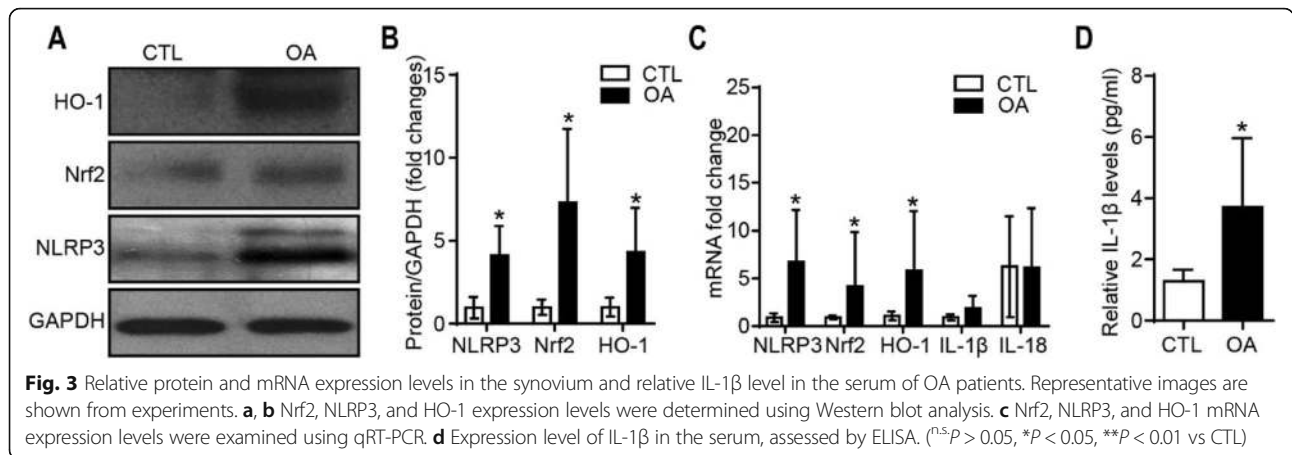 A
CTL OA
HO-1
Nrf2
NLRP3
GAPDH
B
Protein/GAPDH (fold changes)
15
10
5
0
CTL
OA
* * *
NLRP3 Nrf2 HO-1
C
mRNA fold change
25
20
15
10
5
0
CTL
OA
* * *
NLRP3 Nrf2 HO-1 IL-1β IL-18
D
Relative IL-1β levels (pg/ml)
8
6
4
2
0
*
CTL OA
Fig. 3 Relative protein and mRNA expression levels in the synovium and relative IL-1β level in the serum of OA patients. Representative images are
shown from experiments. a, b Nrf2, NLRP3, and HO-1 expression levels were determined using Western blot analysis. c Nrf2, NLRP3, and HO-1 mRNA
expression levels were examined using qRT-PCR. d Expression level of IL-1β in the serum, assessed by ELISA. (n.s.P > 0.05, *P < 0.05, **P < 0.01 vs CTL)